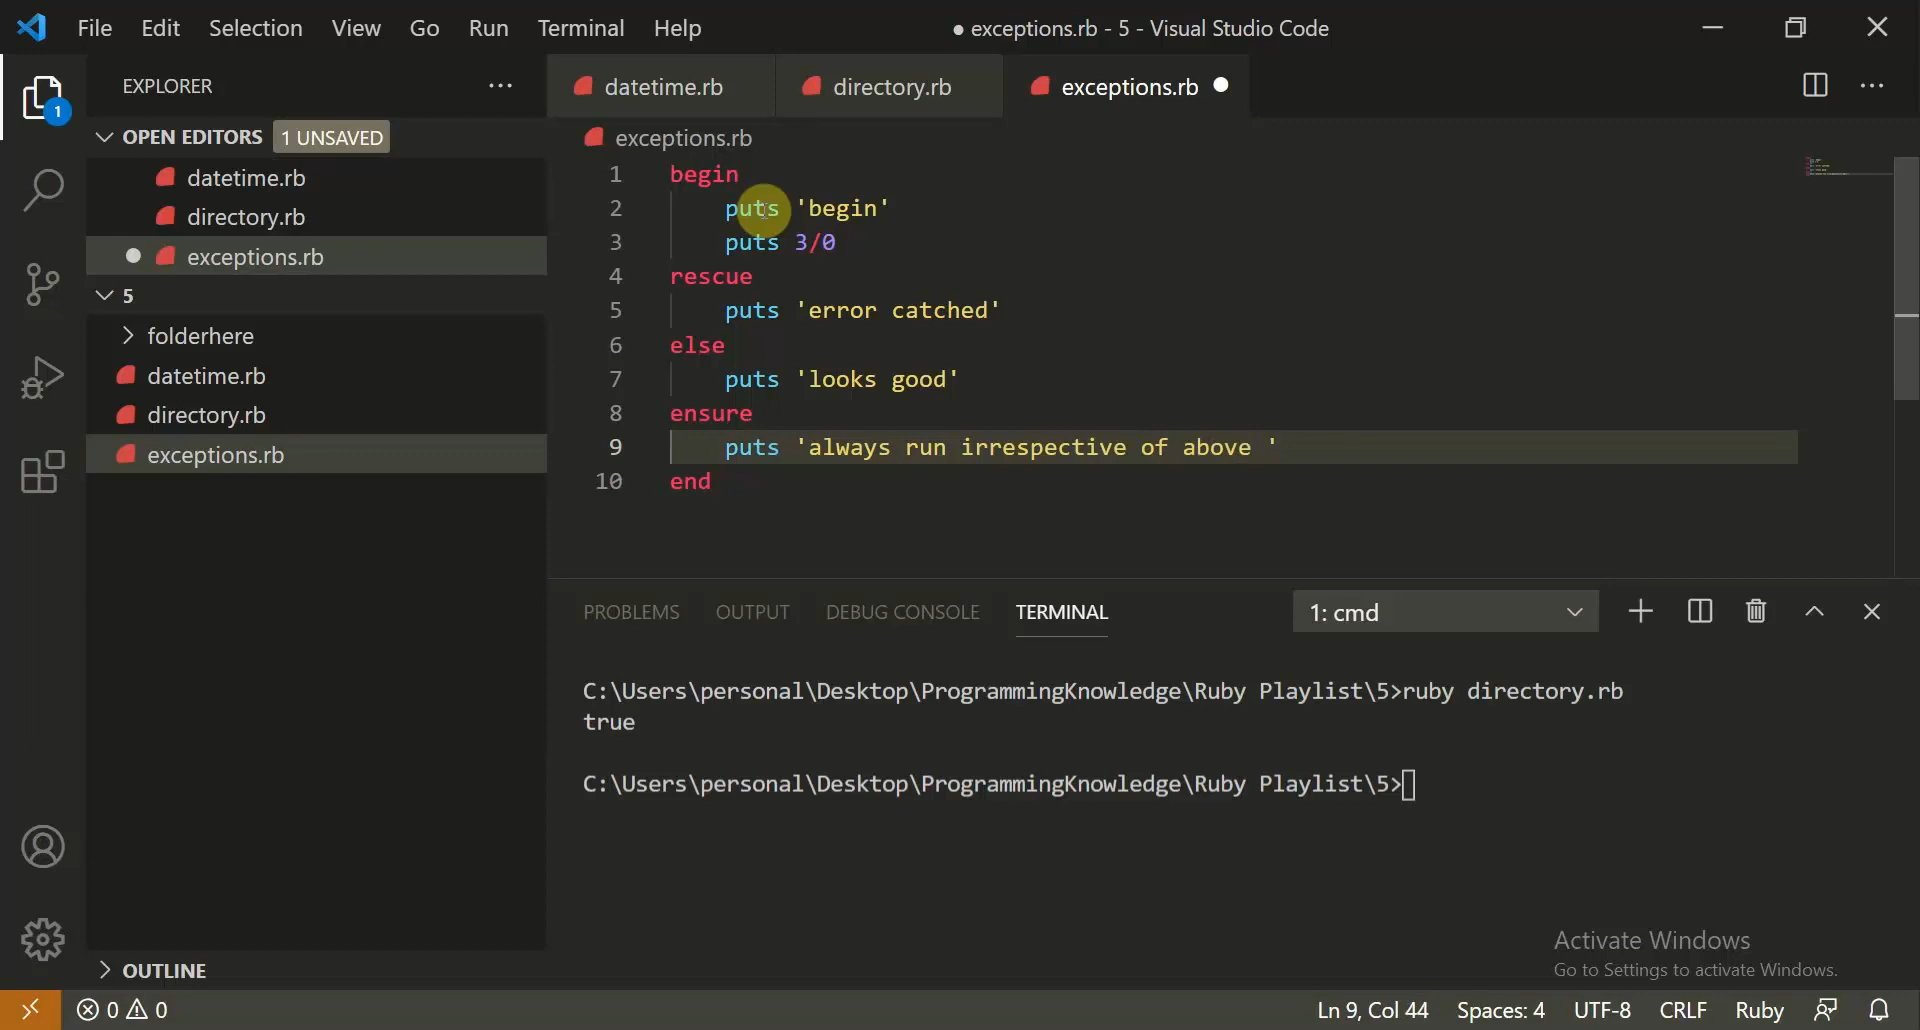 File Edit Selection View Go Run Terminal Help ● exceptions.rb - 5 - Visual Studio Code
1
EXPLORER ···
OPEN EDITORS 1 UNSAVED
datetime.rb
directory.rb
exceptions.rb
5
folderhere
datetime.rb
directory.rb
exceptions.rb
OUTLINE
datetime.rb directory.rb exceptions.rb ●
exceptions.rb
1 begin
2 puts 'begin'
3 puts 3/0
4 rescue
5 puts 'error catched'
6 else
7 puts 'looks good'
8 ensure
9 puts 'always run irrespective of above '
10 end
PROBLEMS OUTPUT DEBUG CONSOLE TERMINAL 1: cmd
C:\Users\personal\Desktop\ProgrammingKnowledge\Ruby Playlist\5>ruby directory.rb
true
C:\Users\personal\Desktop\ProgrammingKnowledge\Ruby Playlist\5>
Activate Windows
Go to Settings to activate Windows.
0 0 Ln 9, Col 44 Spaces: 4 UTF-8 CRLF Ruby